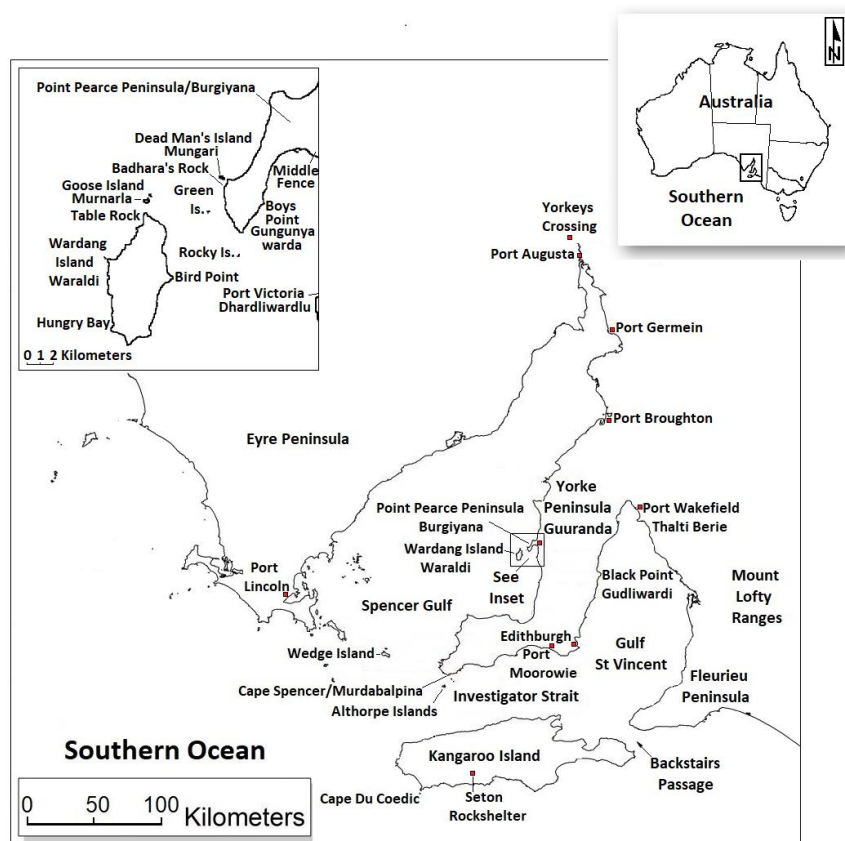 Point Pearce Peninsula/Burgiyana
Dead Man's Island
Mungari
Badhara's Rock
Goose Island
Murnarla
Table Rock
Green
Is..
Middle
Fence
Boys
Point
Gungunya
warda
Wardang
Island
Waraldi
Rocky Is..
Bird Point
Port Victoria
Dhardliwardlu
Hungry Bay
0 1 2 Kilometers
N
Australia
Southern
Ocean
Yorkeys
Crossing
Port Augusta
Port Germein
Port Broughton
Eyre Peninsula
Yorke
Peninsula
Guuranda
Point Pearce Peninsula
Burgiyana
Port Wakefield
Thalti Berie
Wardang Island
Waraldi
See
Inset
Port
Lincoln
Black Point
Gudliwardi
Mount
Lofty
Ranges
Spencer Gulf
Edithburgh
Port
Moorowie
Gulf
St Vincent
Wedge Island
Cape Spencer/Murdabalpina
Althorpe Islands
Investigator Strait
Fleurieu
Peninsula
Southern Ocean
Kangaroo Island
Backstairs
Passage
Cape Du Coedic
Seton
Rockshelter
0 50 100
Kilometers